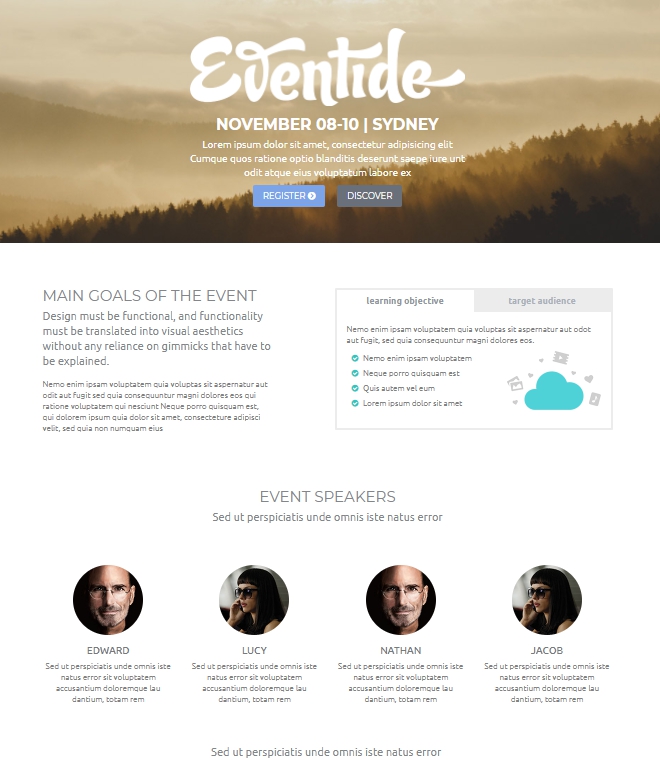 Eventide
NOVEMBER 08-10 | SYDNEY
Lorem ipsum dolor sit amet, consectetur adipisicing elit
Cumque quos ratione optio blanditis deserunt saepe iure unt
odit atque eius voluptatum labore ex
REGISTER DISCOVER
MAIN GOALS OF THE EVENT
Design must be functional, and functionality
must be translated into visual aesthetics
without any reliance on gimmicks that have to
be explained.
Nemo enim ipsam voluptatem quia voluptas sit aspernatur aut
odit aut fugit sed quia consequuntur magni dolores eos qui
ratione voluptatem qui nesciunt Neque porro quisquam est,
qui dolorem ipsum quia dolor sit amet, consectetur adipisci
velit, sed quia non numquam eius
learning objective target audience
Nemo enim ipsam voluptatem quia voluptas sit aspernatur aut odot
aut fugit, sed quia consequuntur magni dolores eos.
Nemo enim ipsam voluptatem
Neque porro quisquam est
Quis autem vel eum
Lorem ipsum dolor sit amet
EVENT SPEAKERS
Sed ut perspiciatis unde omnis iste natus error
EDWARD
Sed ut perspiciatis unde omnis iste
natus error sit voluptatem
accusantium doloremque lau
dantium, totam rem
LUCY
Sed ut perspiciatis unde omnis iste
natus error sit voluptatem
accusantium doloremque lau
dantium, totam rem
NATHAN
Sed ut perspiciatis unde omnis iste
natus error sit voluptatem
accusantium doloremque lau
dantium, totam rem
JACOB
Sed ut perspiciatis unde omnis iste
natus error sit voluptatem
accusantium doloremque lau
dantium, totam rem
Sed ut perspiciatis unde omnis iste natus error